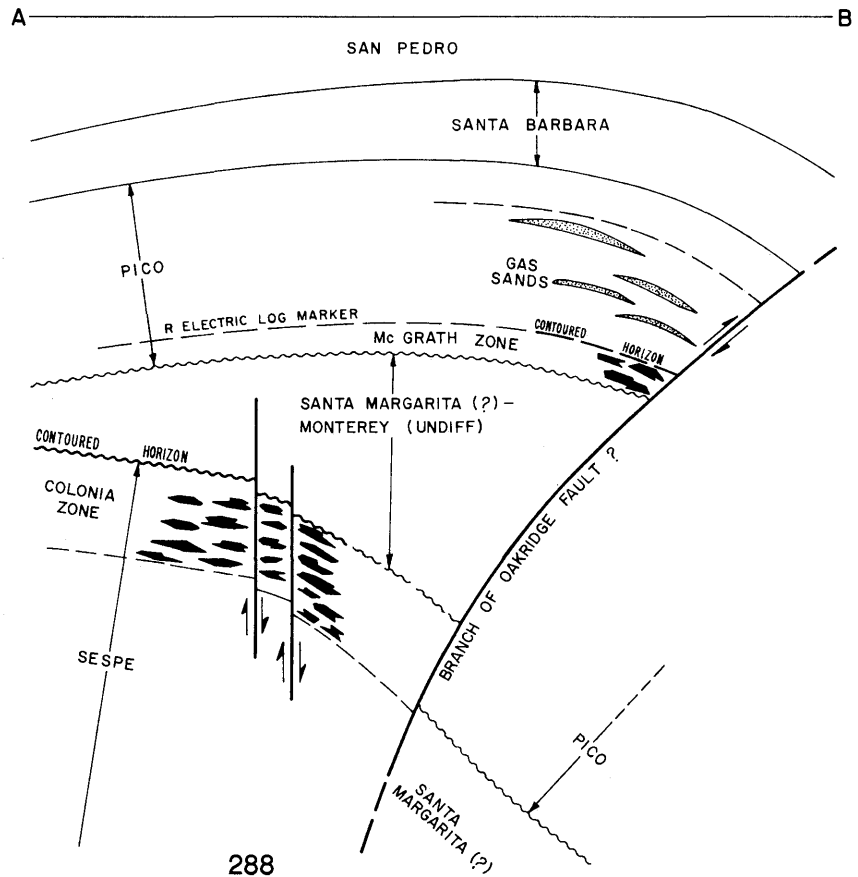 A
B
SAN PEDRO
SANTA BARBARA
PICO
GAS
SANDS
R ELECTRIC LOG MARKER
CONTOURED HORIZON
Mc GRATH ZONE
SANTA MARGARITA (?) –
MONTEREY (UNDIFF)
CONTOURED HORIZON
COLONIA
ZONE
BRANCH OF OAKRIDGE FAULT ?
SESPE
PICO
SANTA
MARGARITA (?)
288